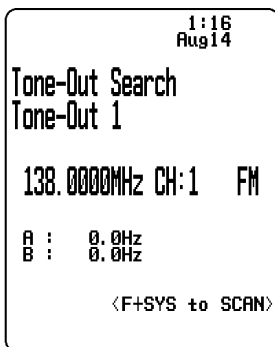 1:16
Aug14
Tone-Out Search
Tone-Out 1
138.0000MHz CH:1 FM
A : 0.0Hz
B : 0.0Hz
<F+SYS to SCAN>